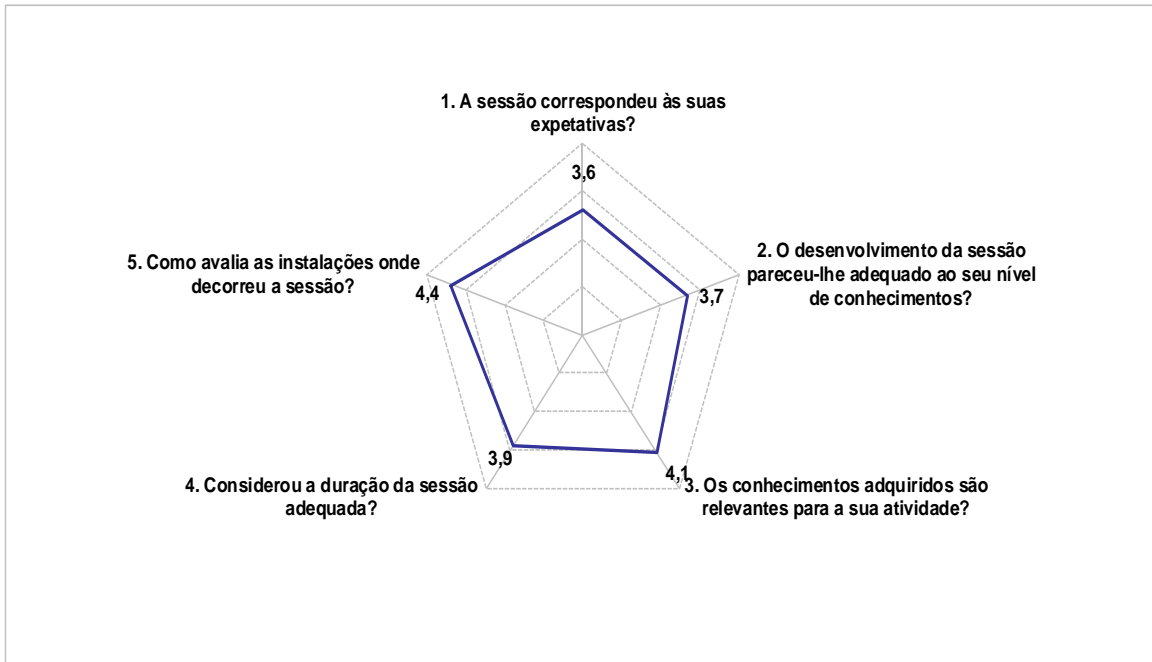 1. A sessão correspondeu às suas
expetativas?
3,6
2. O desenvolvimento da sessão
pareceu-lhe adequado ao seu nível
de conhecimentos?
3,7
5. Como avalia as instalações onde
decorreu a sessão?
4,4
4. Considerou a duração da sessão
adequada?
3,9
4,1
3. Os conhecimentos adquiridos são
relevantes para a sua atividade?